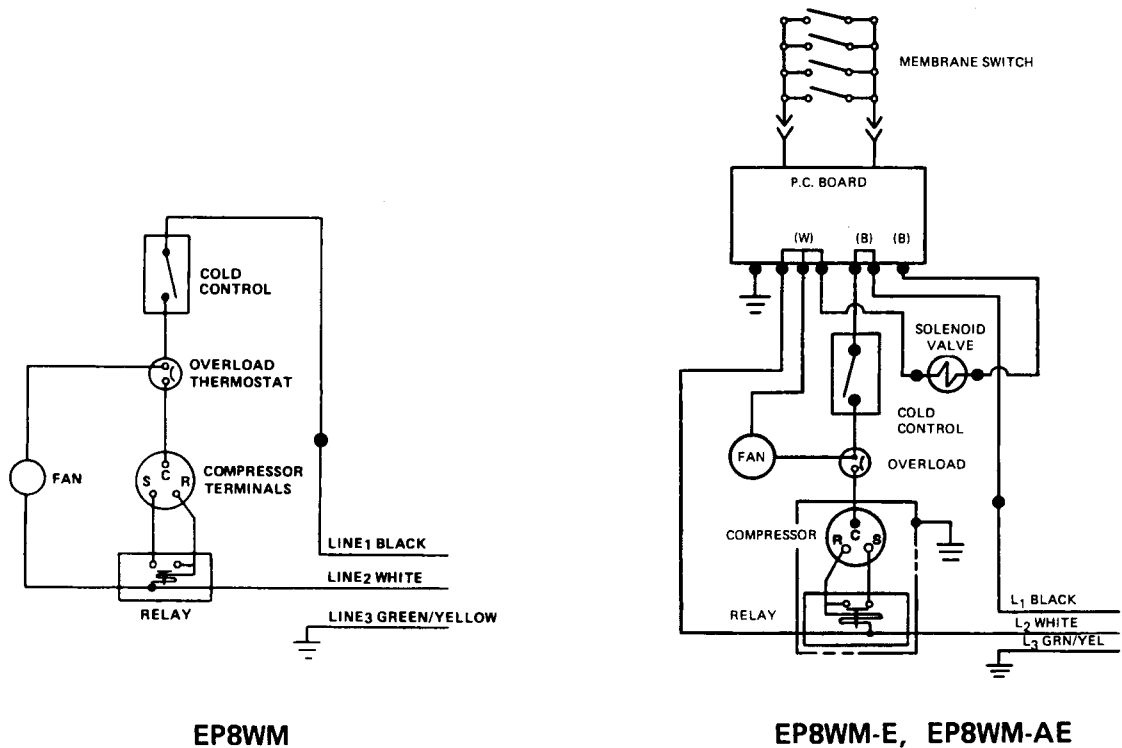 COLD
CONTROL
OVERLOAD
THERMOSTAT
FAN
COMPRESSOR
TERMINALS
S C R
LINE1 BLACK
LINE2 WHITE
RELAY
LINE3 GREEN/YELLOW
EP8WM
MEMBRANE SWITCH
P.C. BOARD
(W) (B) (B)
SOLENOID
VALVE
COLD
CONTROL
FAN
OVERLOAD
COMPRESSOR
R C S
RELAY
L1 BLACK
L2 WHITE
L3 GRN/YEL
EP8WM-E, EP8WM-AE